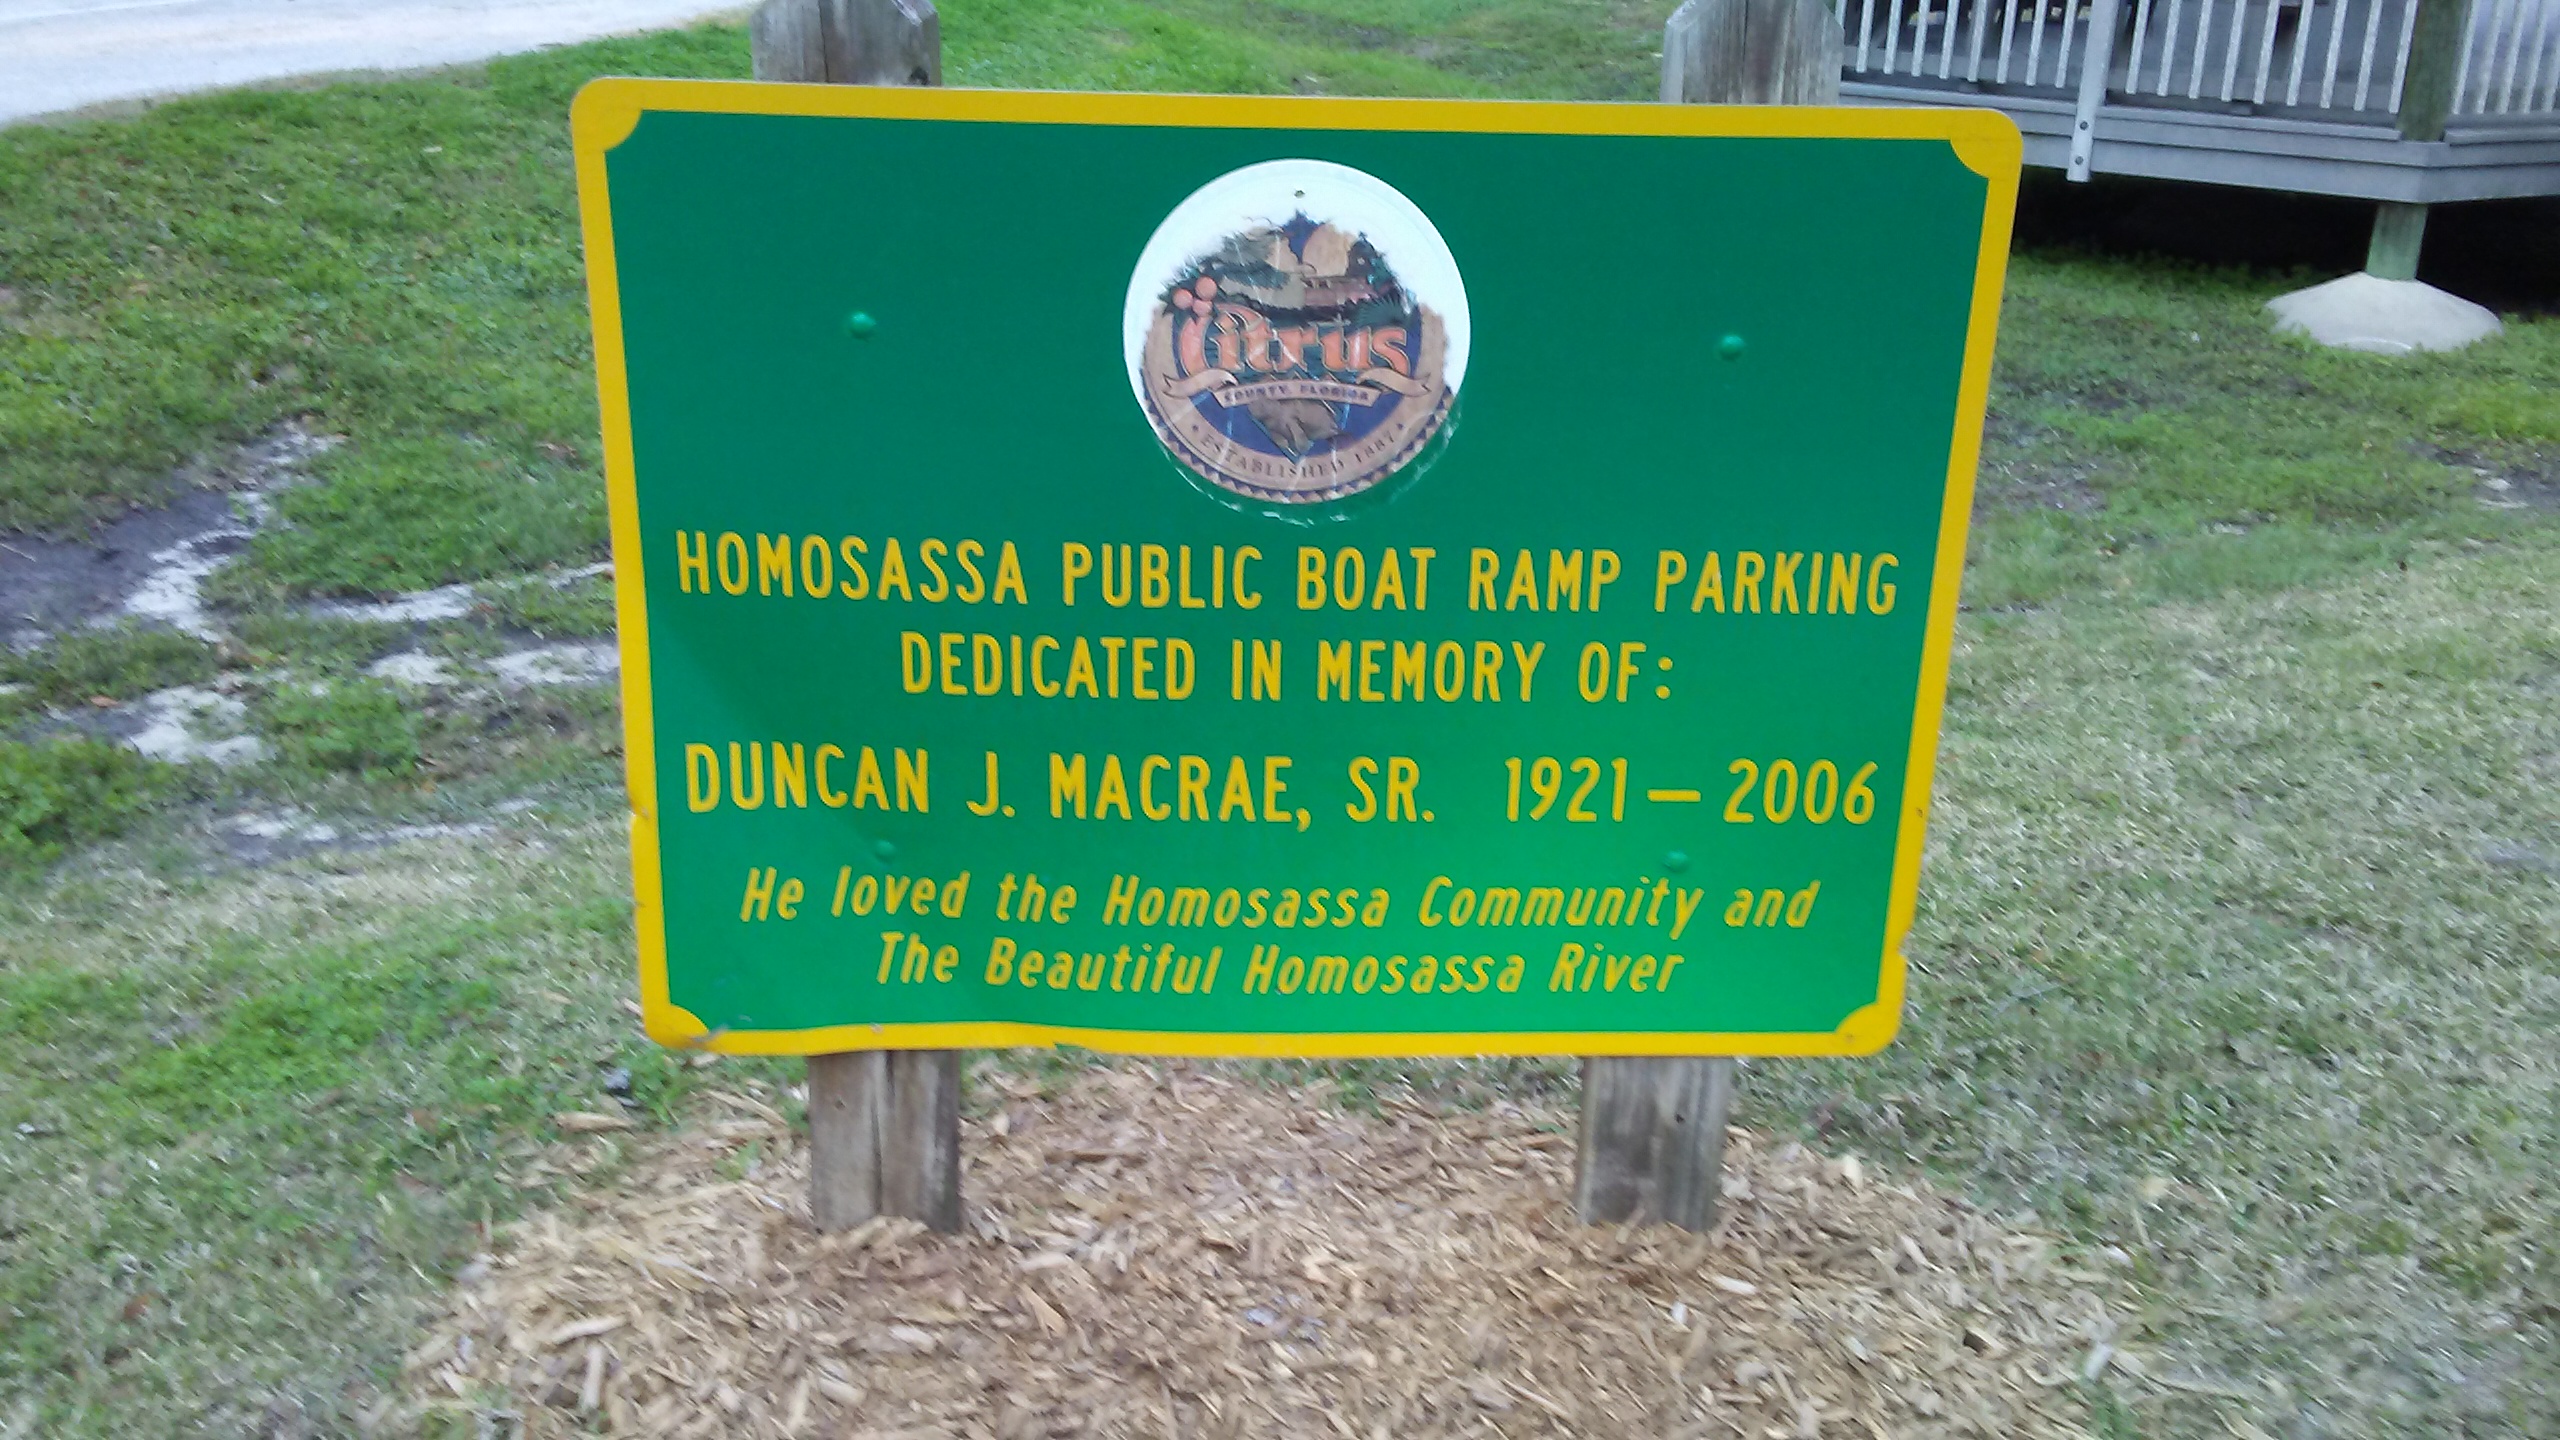 Citrus
COUNTY, FLORIDA
• ESTABLISHED 1887 •
HOMOSASSA PUBLIC BOAT RAMP PARKING
DEDICATED IN MEMORY OF:
DUNCAN J. MACRAE, SR. 1921 — 2006
He loved the Homosassa Community and
The Beautiful Homosassa River